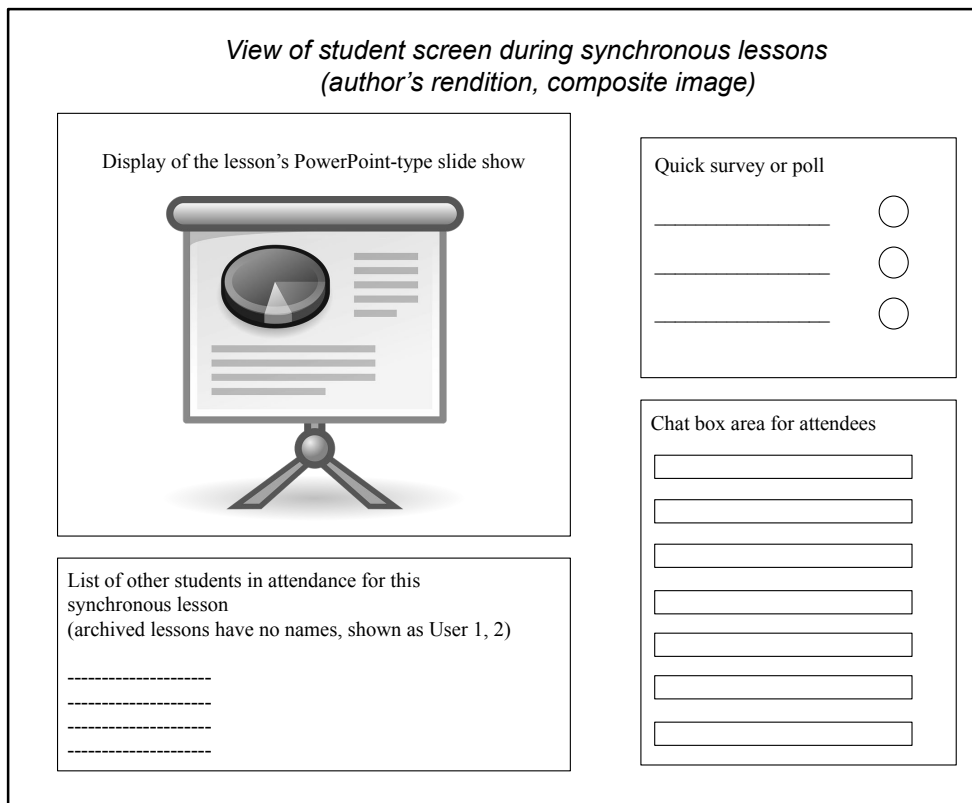 View of student screen during synchronous lessons
(author’s rendition, composite image)
Display of the lesson’s PowerPoint-type slide show
Quick survey or poll
Chat box area for attendees
List of other students in attendance for this
synchronous lesson
(archived lessons have no names, shown as User 1, 2)